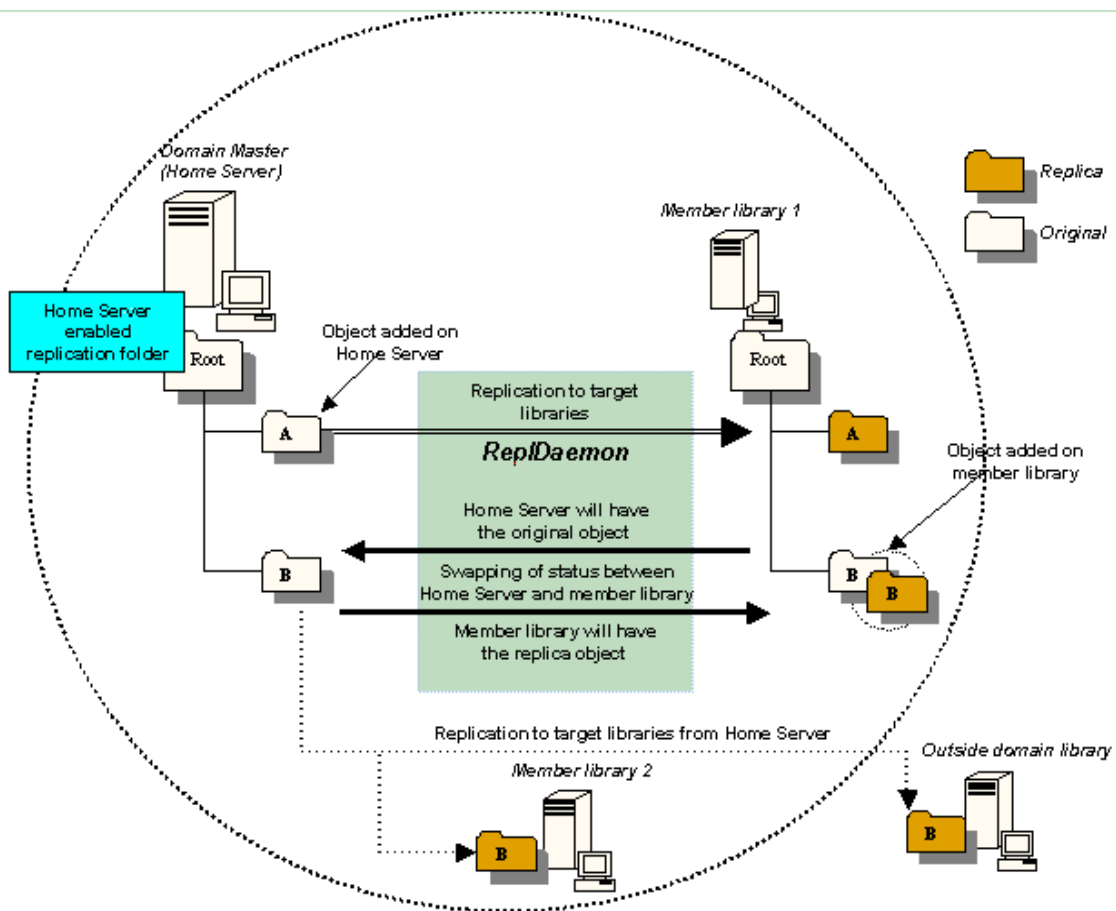 Domain Master
(Home Server)
Member library 1
Replica
Original
Home Server
enabled
replication folder
Root
Object added on
Home Server
Root
Replication to target
libraries
ReplDaemon
A
A
Object added on
member library
Home Server will have
the original object
B
Swapping of status between
Home Server and member library
B
B
Member library will have
the replica object
Replication to target libraries from Home Server
Member library 2
Outside domain library
B
B